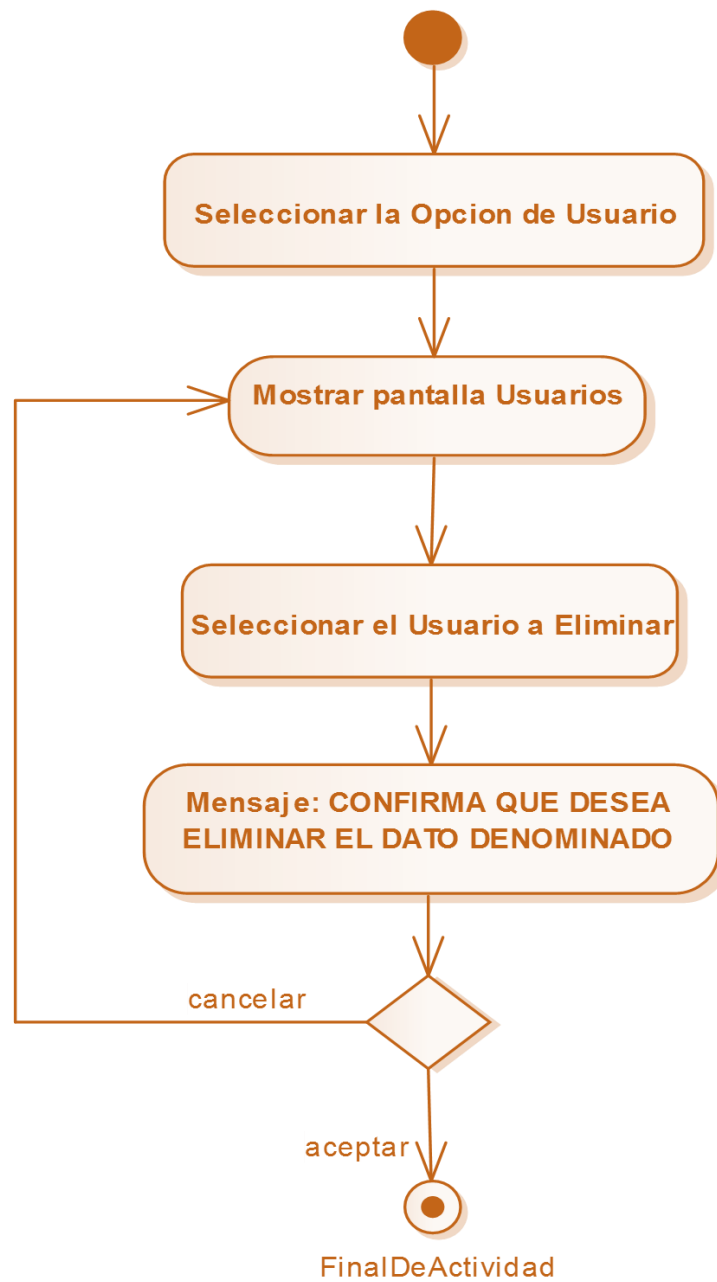 Seleccionar la Opcion de Usuario
Mostrar pantalla Usuarios
Seleccionar el Usuario a Eliminar
Mensaje: CONFIRMA QUE DESEA
ELIMINAR EL DATO DENOMINADO
cancelar
aceptar
FinalDeActividad